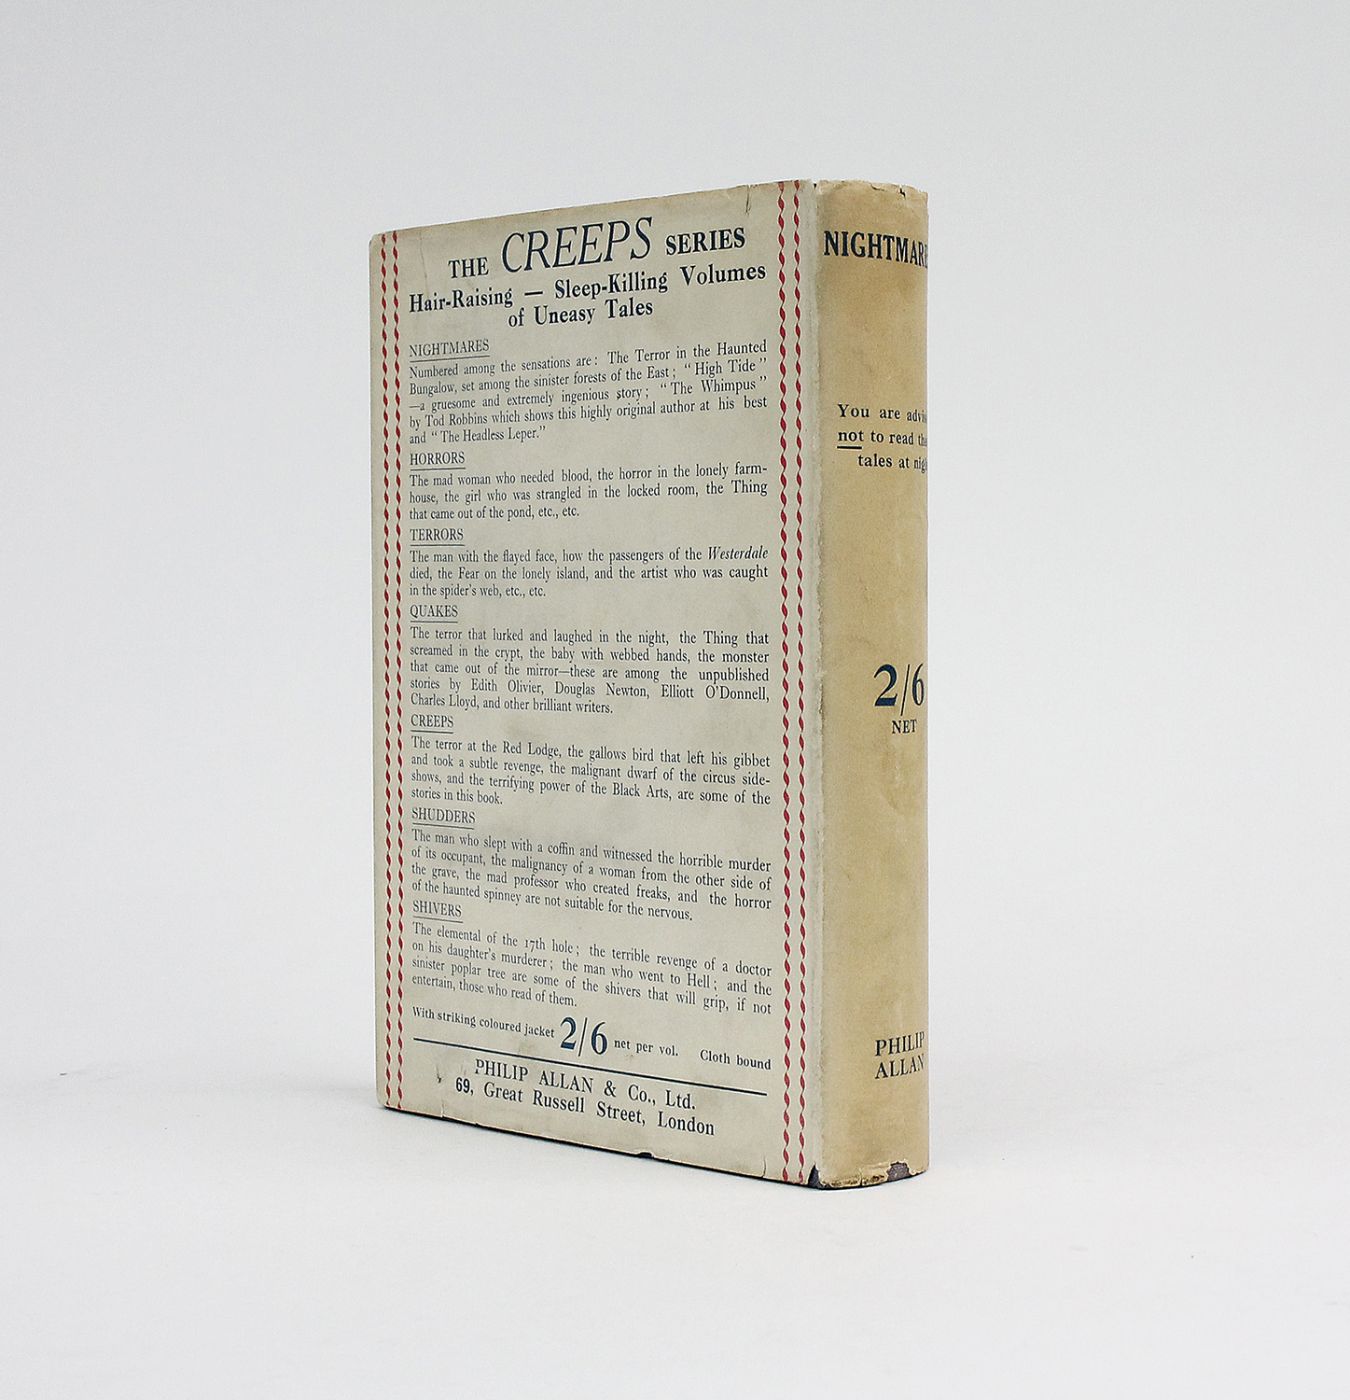 THE CREEPS SERIES
Hair-Raising — Sleep-Killing Volumes
of Uneasy Tales
NIGHTMARES
Numbered among the sensations are: The Terror in the Haunted
Bungalow, set among the sinister forests of the East; "High Tide"
—a gruesome and extremely ingenious story; "The Whimpus"
by Tod Robbins which shows this highly original author at his best
and "The Headless Leper."
HORRORS
The mad woman who needed blood, the horror in the lonely farm-
house, the girl who was strangled in the locked room, the Thing
that came out of the pond, etc., etc.
TERRORS
The man with the flayed face, how the passengers of the Westerdale
died, the Fear on the lonely island, and the artist who was caught
in the spider's web, etc., etc.
QUAKES
The terror that lurked and laughed in the night, the Thing that
screamed in the crypt, the baby with webbed hands, the monster
that came out of the mirror—these are among the unpublished
stories by Edith Olivier, Douglas Newton, Elliott O'Donnell,
Charles Lloyd, and other brilliant writers.
CREEPS
The terror at the Red Lodge, the gallows bird that left his gibbet
and took a subtle revenge, the malignant dwarf of the circus side-
shows, and the terrifying power of the Black Arts, are some of the
stories in this book.
SHUDDERS
The man who slept with a coffin and witnessed the horrible murder
of its occupant, the malignancy of a woman from the other side of
the grave, the mad professor who created freaks, and the horror
of the haunted spinney are not suitable for the nervous.
SHIVERS
The elemental of the 17th hole; the terrible revenge of a doctor
on his daughter's murderer; the man who went to Hell; and the
sinister poplar tree are some of the shivers that will grip, if not
entertain, those who read of them.
With striking coloured jacket 2/6 net per vol. Cloth bound
PHILIP ALLAN & Co., Ltd.
69, Great Russell Street, London
NIGHTMARE
You are advis
not to read the
tales at nig
2/6
NET
PHILIP
ALLAN